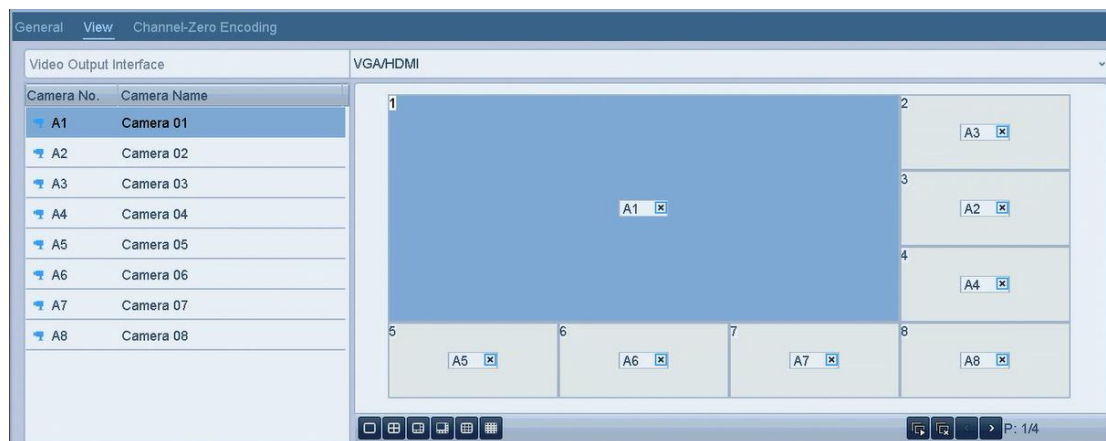 General View Channel-Zero Encoding
Video Output Interface VGA/HDMI
Camera No. Camera Name
A1 Camera 01
A2 Camera 02
A3 Camera 03
A4 Camera 04
A5 Camera 05
A6 Camera 06
A7 Camera 07
A8 Camera 08
1
A1
2
A3
3
A2
4
A4
5
A5
6
A6
7
A7
8
A8
P: 1/4